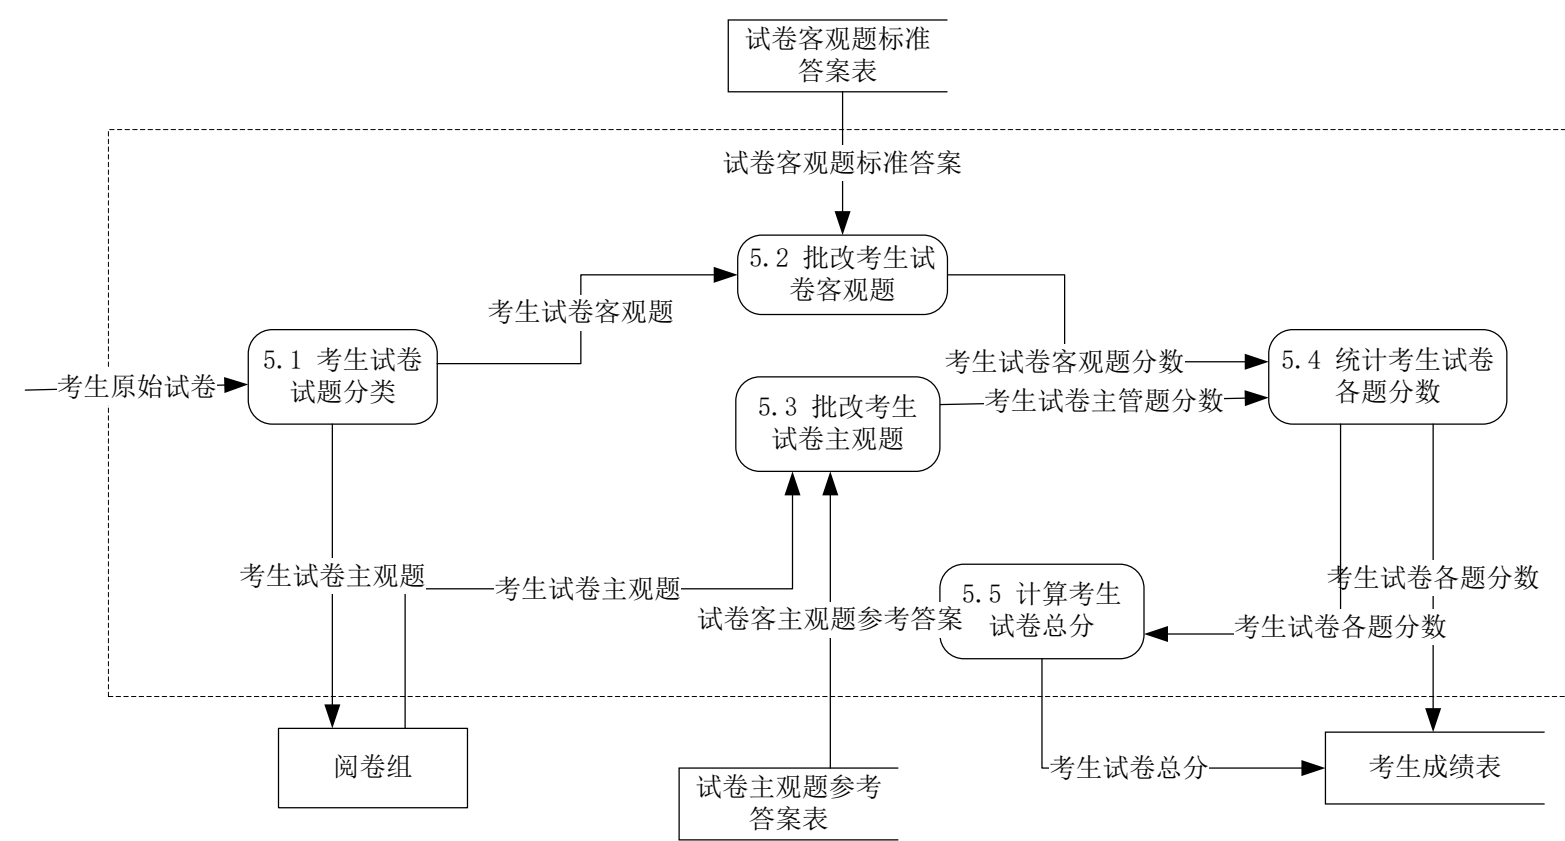 试卷客观题标准
答案表
试卷客观题标准答案
5.2 批改考生试
卷客观题
考生试卷客观题
5.1 考生试卷
试题分类
考生原始试卷
考生试卷客观题分数
5.4 统计考生试卷
各题分数
5.3 批改考生
试卷主观题
考生试卷主管题分数
考生试卷主观题
考生试卷主观题
试卷客主观题参考答案
5.5 计算考生
试卷总分
考生试卷各题分数
考生试卷各题分数
阅卷组
试卷主观题参考
答案表
考生试卷总分
考生成绩表